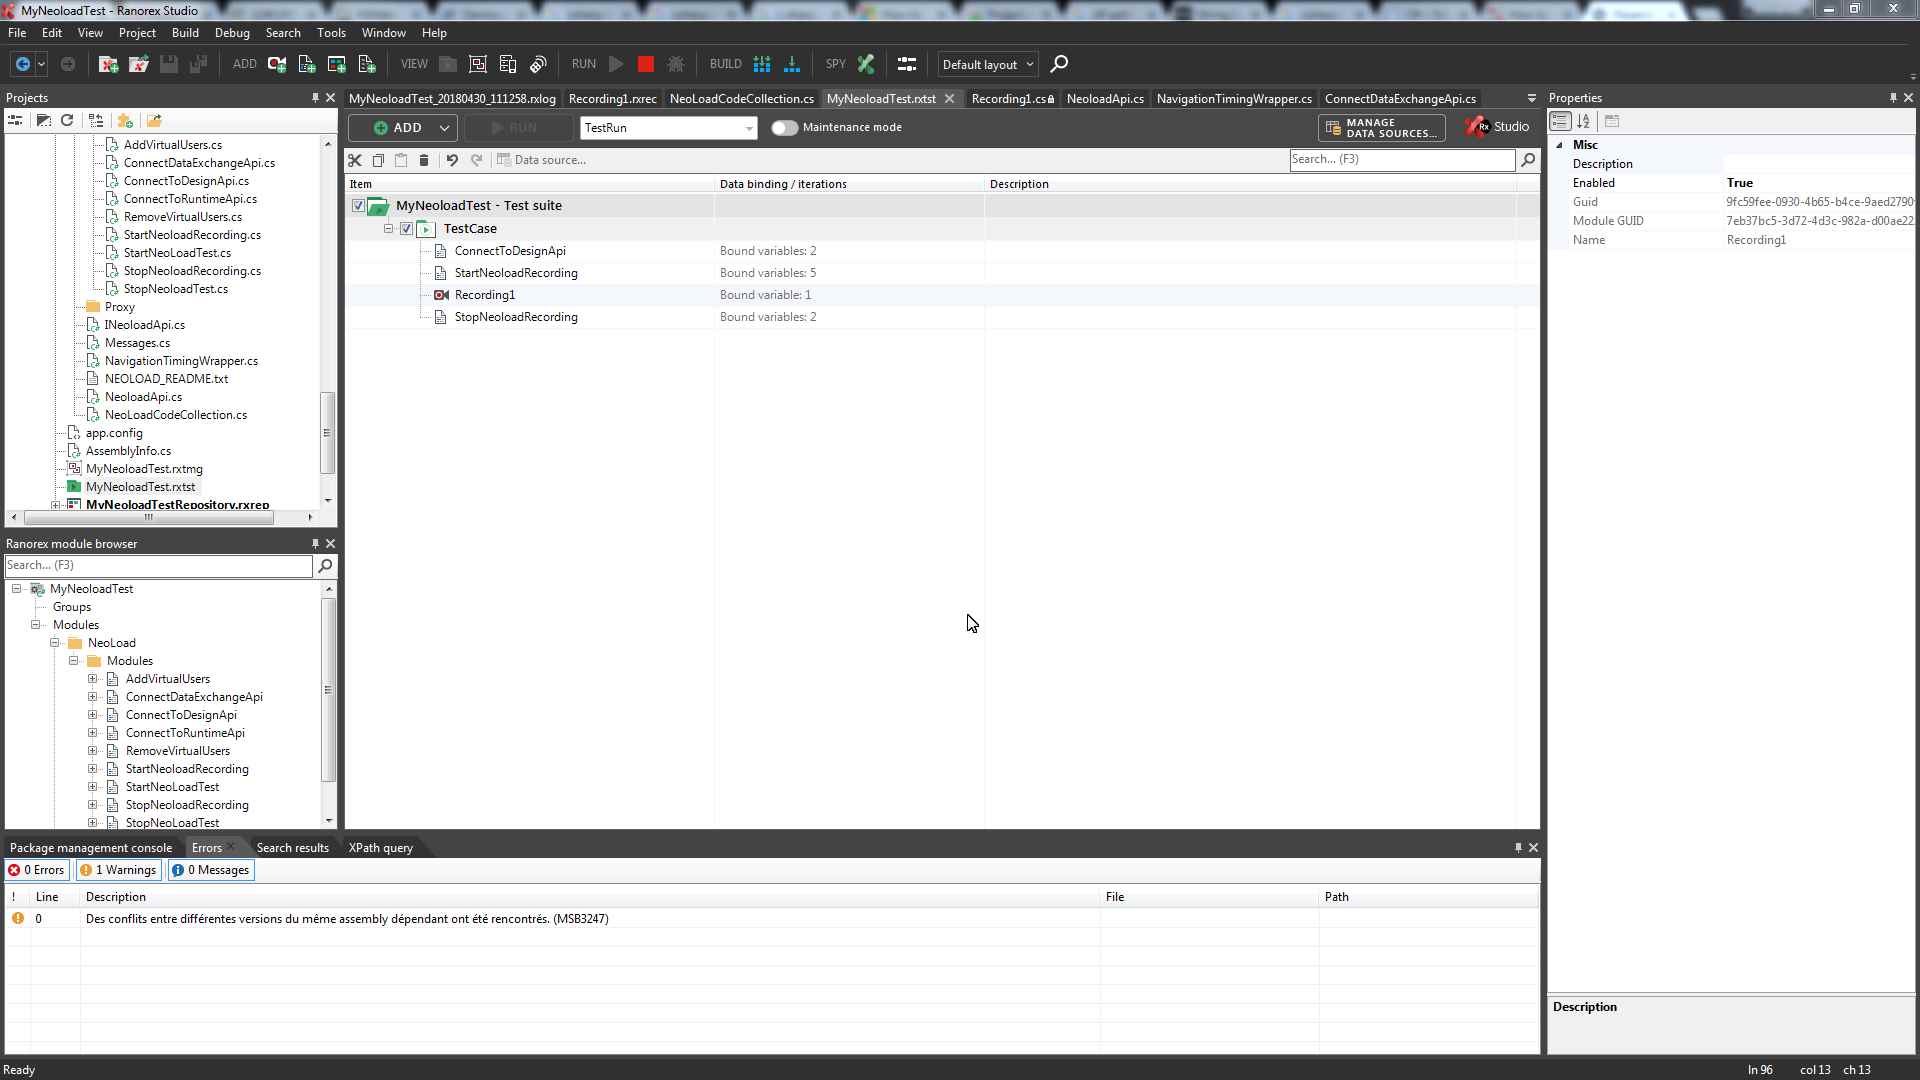 MyNeoloadTest - Ranorex Studio
File Edit View Project Build Debug Search Tools Window Help
ADD VIEW RUN BUILD SPY Default layout
Projects
AddVirtualUsers.cs
ConnectDataExchangeApi.cs
ConnectToDesignApi.cs
ConnectToRuntimeApi.cs
RemoveVirtualUsers.cs
StartNeoloadRecording.cs
StartNeoLoadTest.cs
StopNeoloadRecording.cs
StopNeoloadTest.cs
Proxy
INeoloadApi.cs
Messages.cs
NavigationTimingWrapper.cs
NEOLOAD_README.txt
NeoloadApi.cs
NeoLoadCodeCollection.cs
app.config
AssemblyInfo.cs
MyNeoloadTest.rxtmg
MyNeoloadTest.rxtst
MyNeoloadTestRepository.rxrep
Ranorex module browser
Search... (F3)
MyNeoloadTest
Groups
Modules
NeoLoad
Modules
AddVirtualUsers
ConnectDataExchangeApi
ConnectToDesignApi
ConnectToRuntimeApi
RemoveVirtualUsers
StartNeoloadRecording
StartNeoLoadTest
StopNeoloadRecording
StopNeoLoadTest
MyNeoloadTest_20180430_111258.rxlog Recording1.rxrec NeoLoadCodeCollection.cs MyNeoloadTest.rxtst Recording1.cs NeoloadApi.cs NavigationTimingWrapper.cs ConnectDataExchangeApi.cs
ADD RUN TestRun Maintenance mode MANAGE DATA SOURCES... Rx Studio
Data source... Search... (F3)
Item Data binding / iterations Description
MyNeoloadTest - Test suite
TestCase
ConnectToDesignApi Bound variables: 2
StartNeoloadRecording Bound variables: 5
Recording1 Bound variable: 1
StopNeoloadRecording Bound variables: 2
Properties
Misc
Description
Enabled True
Guid 9fc59fee-0930-4b65-b4ce-9aed2790
Module GUID 7eb37bc5-3d72-4d3c-982a-d00ae22
Name Recording1
Description
Package management console Errors Search results XPath query
0 Errors 1 Warnings 0 Messages
! Line Description File Path
0 Des conflits entre différentes versions du même assembly dépendant ont été rencontrés. (MSB3247)
Ready ln 96 col 13 ch 13